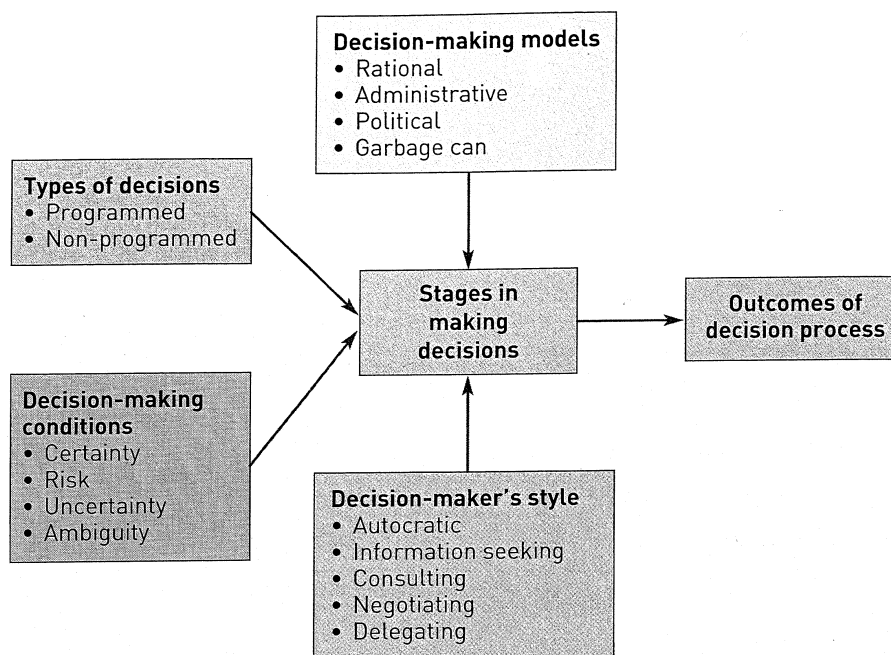 Decision-making models
• Rational
• Administrative
• Political
• Garbage can
Types of decisions
• Programmed
• Non-programmed
Stages in
making
decisions
Outcomes of
decision process
Decision-making
conditions
• Certainty
• Risk
• Uncertainty
• Ambiguity
Decision-maker's style
• Autocratic
• Information seeking
• Consulting
• Negotiating
• Delegating